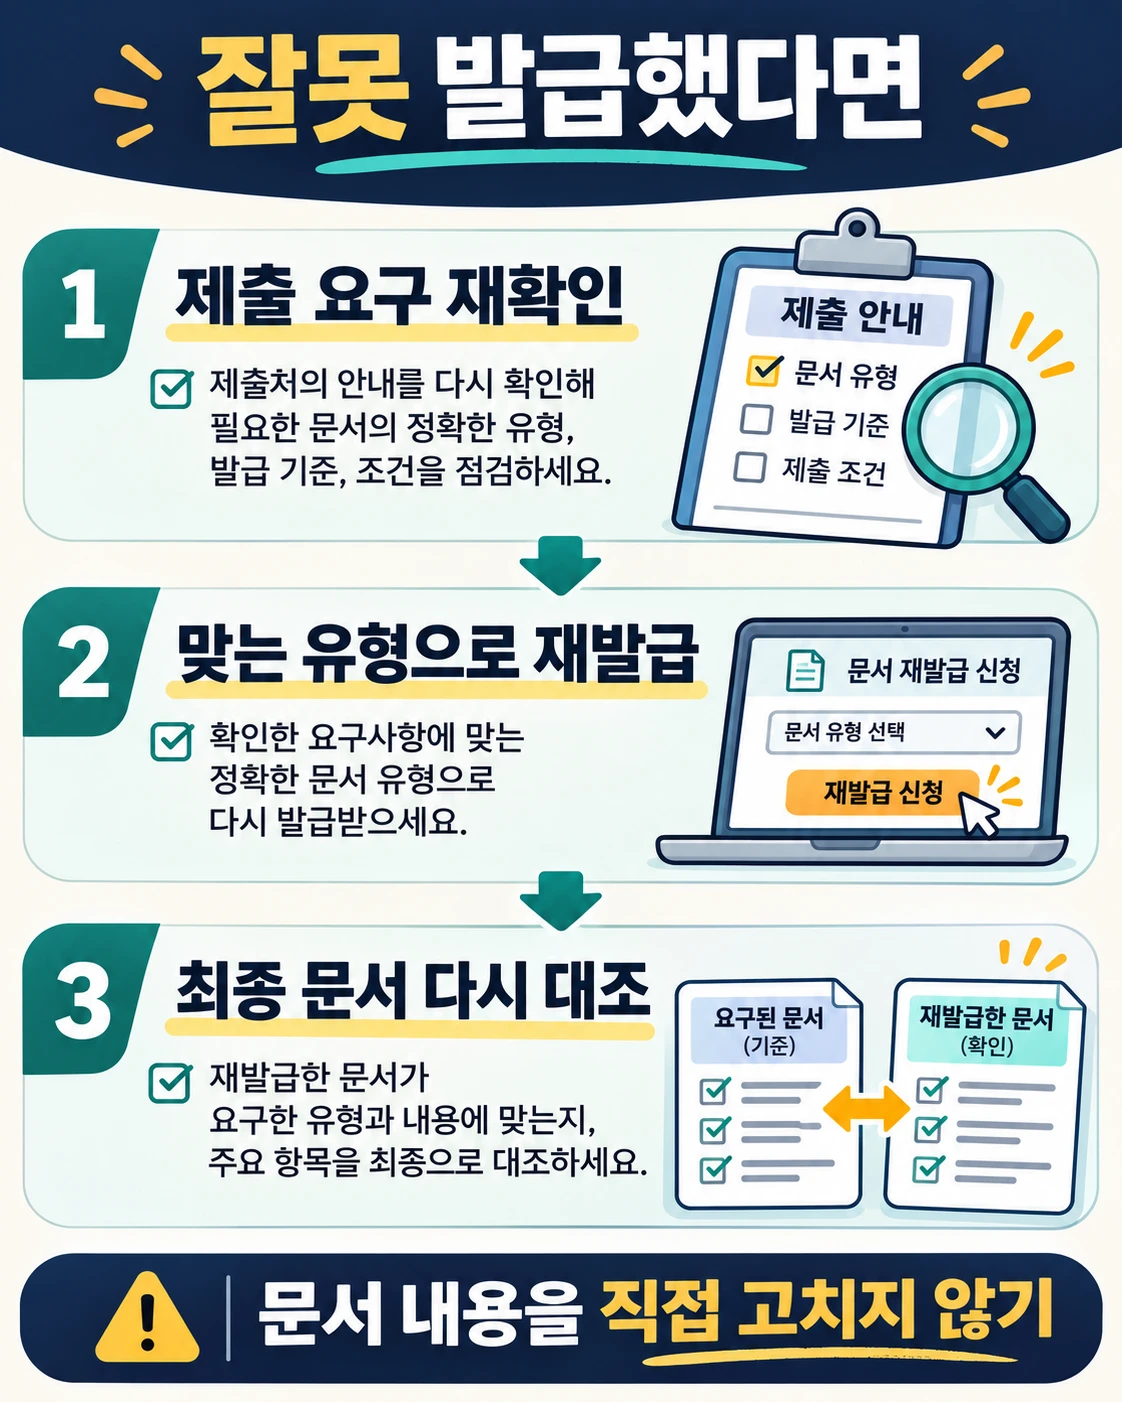 잘못 발급했다면
1
제출 요구 재확인
제출처의 안내를 다시 확인해
필요한 문서의 정확한 유형,
발급 기준, 조건을 점검하세요.
제출 안내
문서 유형
발급 기준
제출 조건
2
맞는 유형으로 재발급
확인한 요구사항에 맞는
정확한 문서 유형으로
다시 발급받으세요.
문서 재발급 신청
문서 유형 선택
재발급 신청
3
최종 문서 다시 대조
재발급한 문서가
요구한 유형과 내용에 맞는지,
주요 항목을 최종으로 대조하세요.
요구된 문서
(기준)
재발급한 문서
(확인)
문서 내용을 직접 고치지 않기